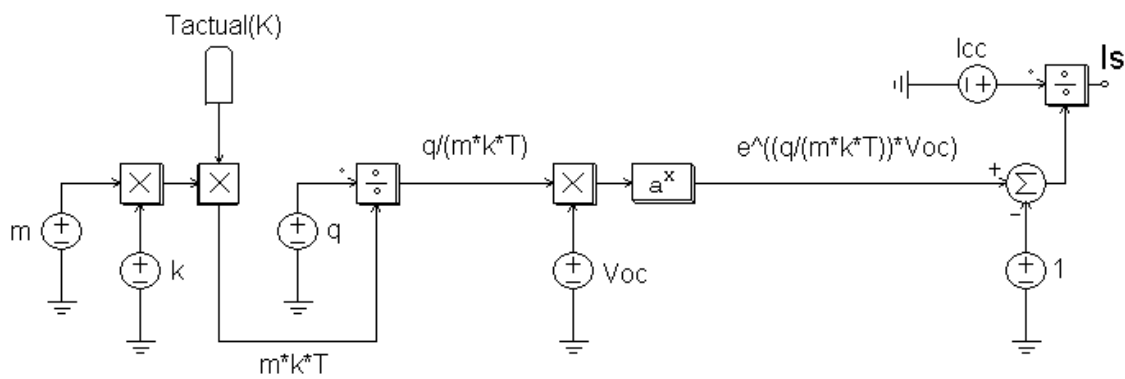 Tactual(K)
Icc
Is
q/(m*k*T)
e^((q/(m*k*T))*Voc)
a^x
m
k
q
Voc
1
m*k*T